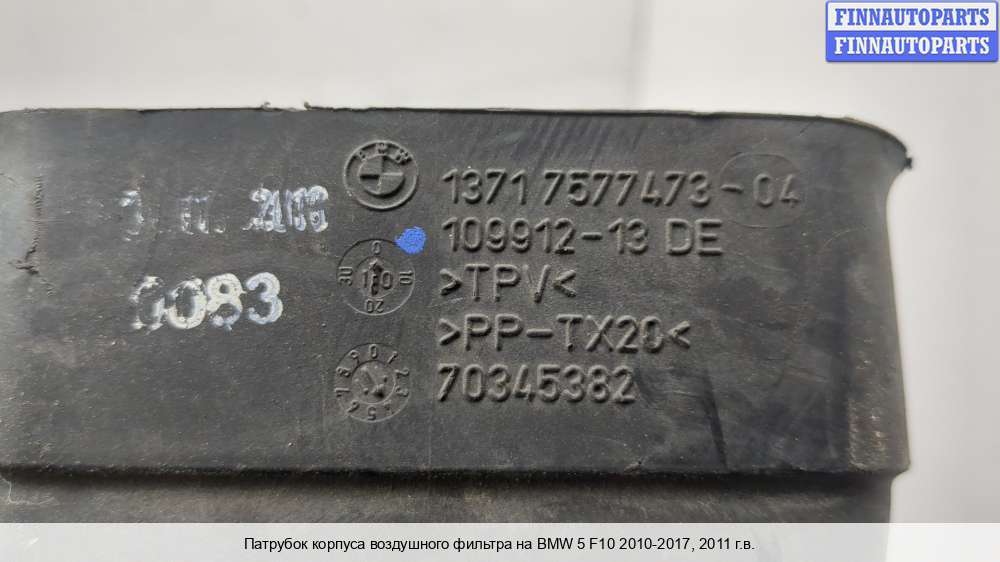 FINNAUTOPARTS
FINNAUTOPARTS
BMW
1371 7577473-04
109912-13 DE
>TPV<
>PP-TX20<
70345382
0083
Патрубок корпуса воздушного фильтра на BMW 5 F10 2010-2017, 2011 г.в.